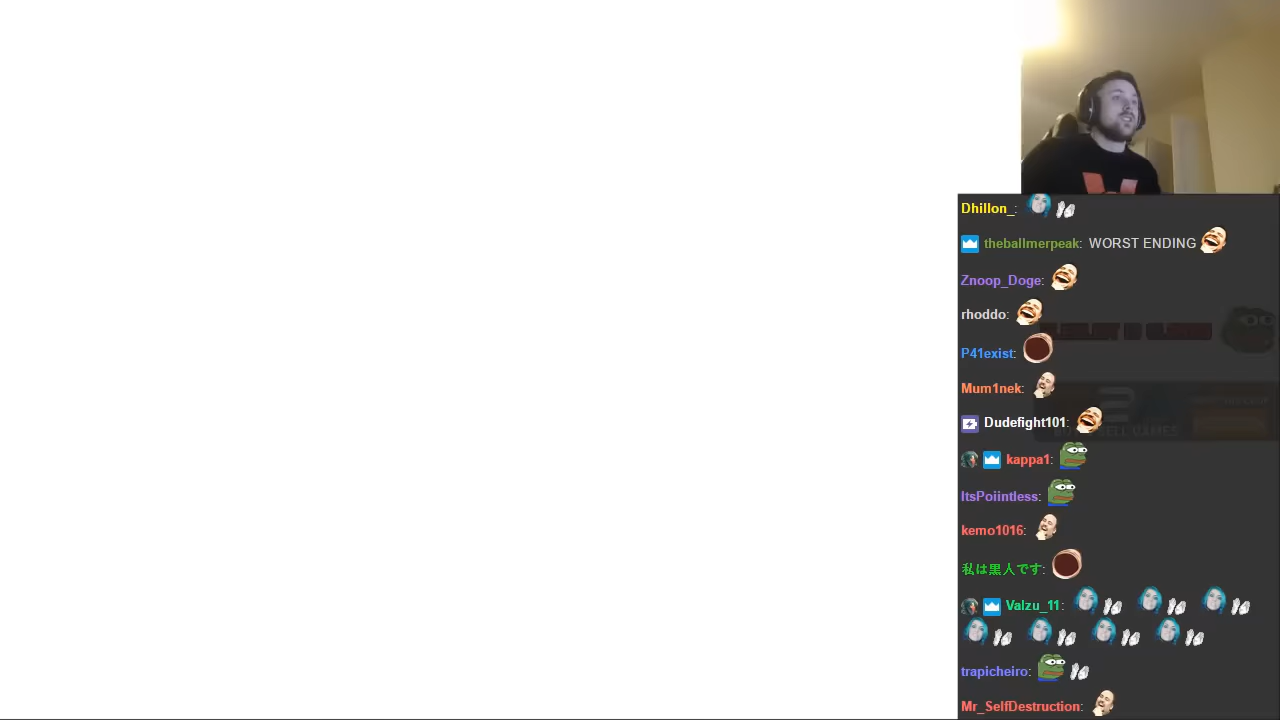 Dhillon_:
theballmerpeak: WORST ENDING
Znoop_Doge:
rhoddo:
P41exist:
Mum1nek:
Dudefight101:
kappa1:
ItsPoiintless:
kemo1016:
私は黒人です:
Valzu_11:
trapicheiro:
Mr_SelfDestruction: